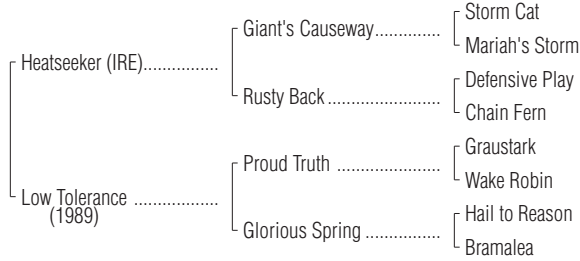 Storm Cat
Giant's Causeway..................
Mariah's Storm
Heatseeker (IRE)................
Defensive Play
Rusty Back ........................
Chain Fern
Graustark
Proud Truth ......................
Wake Robin
Low Tolerance .................
(1989)
Hail to Reason
Glorious Spring ................
Bramalea